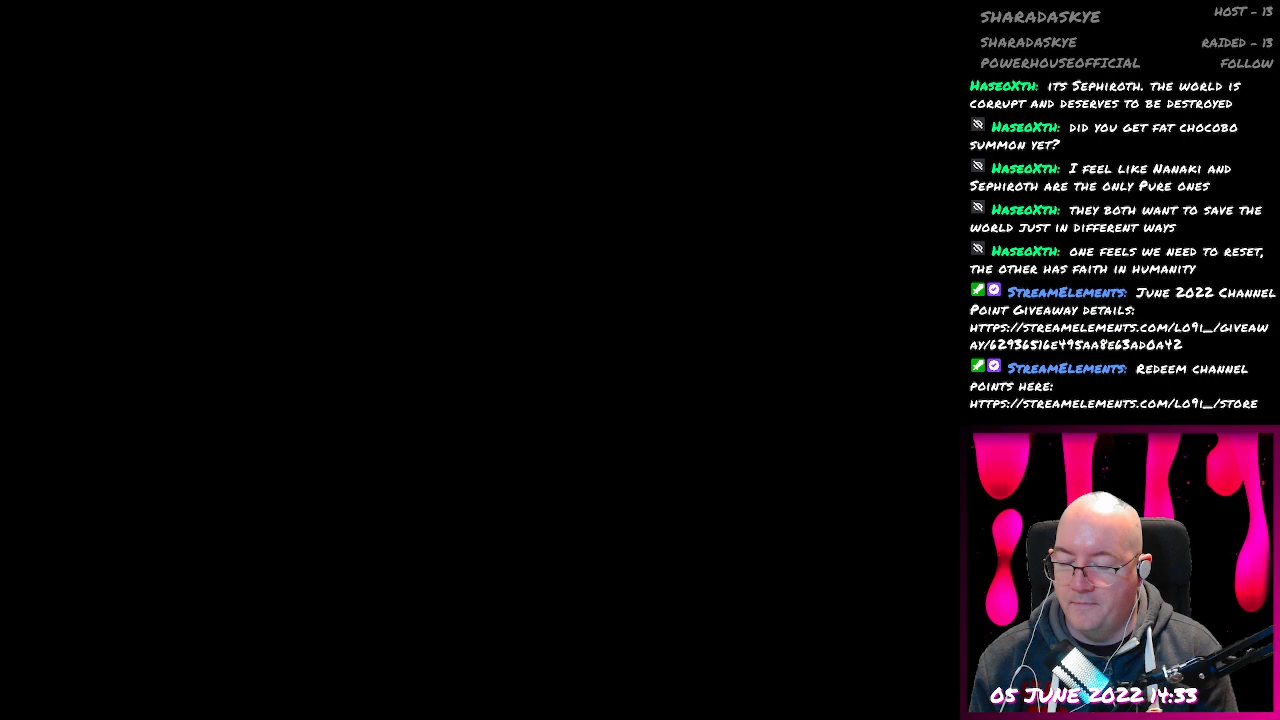 SHARADASKYE HOST - 13
SHARADASKYE RAIDED - 13
POWERHOUSEOFFICIAL FOLLOW
HaseoXth: its Sephiroth. the world is
corrupt and deserves to be destroyed
HaseoXth: did you get fat chocobo
summon yet?
HaseoXth: I feel like Nanaki and
Sephiroth are the only Pure ones
HaseoXth: they both want to save the
world just in different ways
HaseoXth: one feels we need to reset,
the other has faith in humanity
StreamElements: June 2022 Channel
Point Giveaway details:
https://streamelements.com/lo91_/giveaw
ay/62936516e495aa8e63ad0a42
StreamElements: Redeem channel
points here:
https://streamelements.com/lo91_/store
05 JUNE 2022 14:33